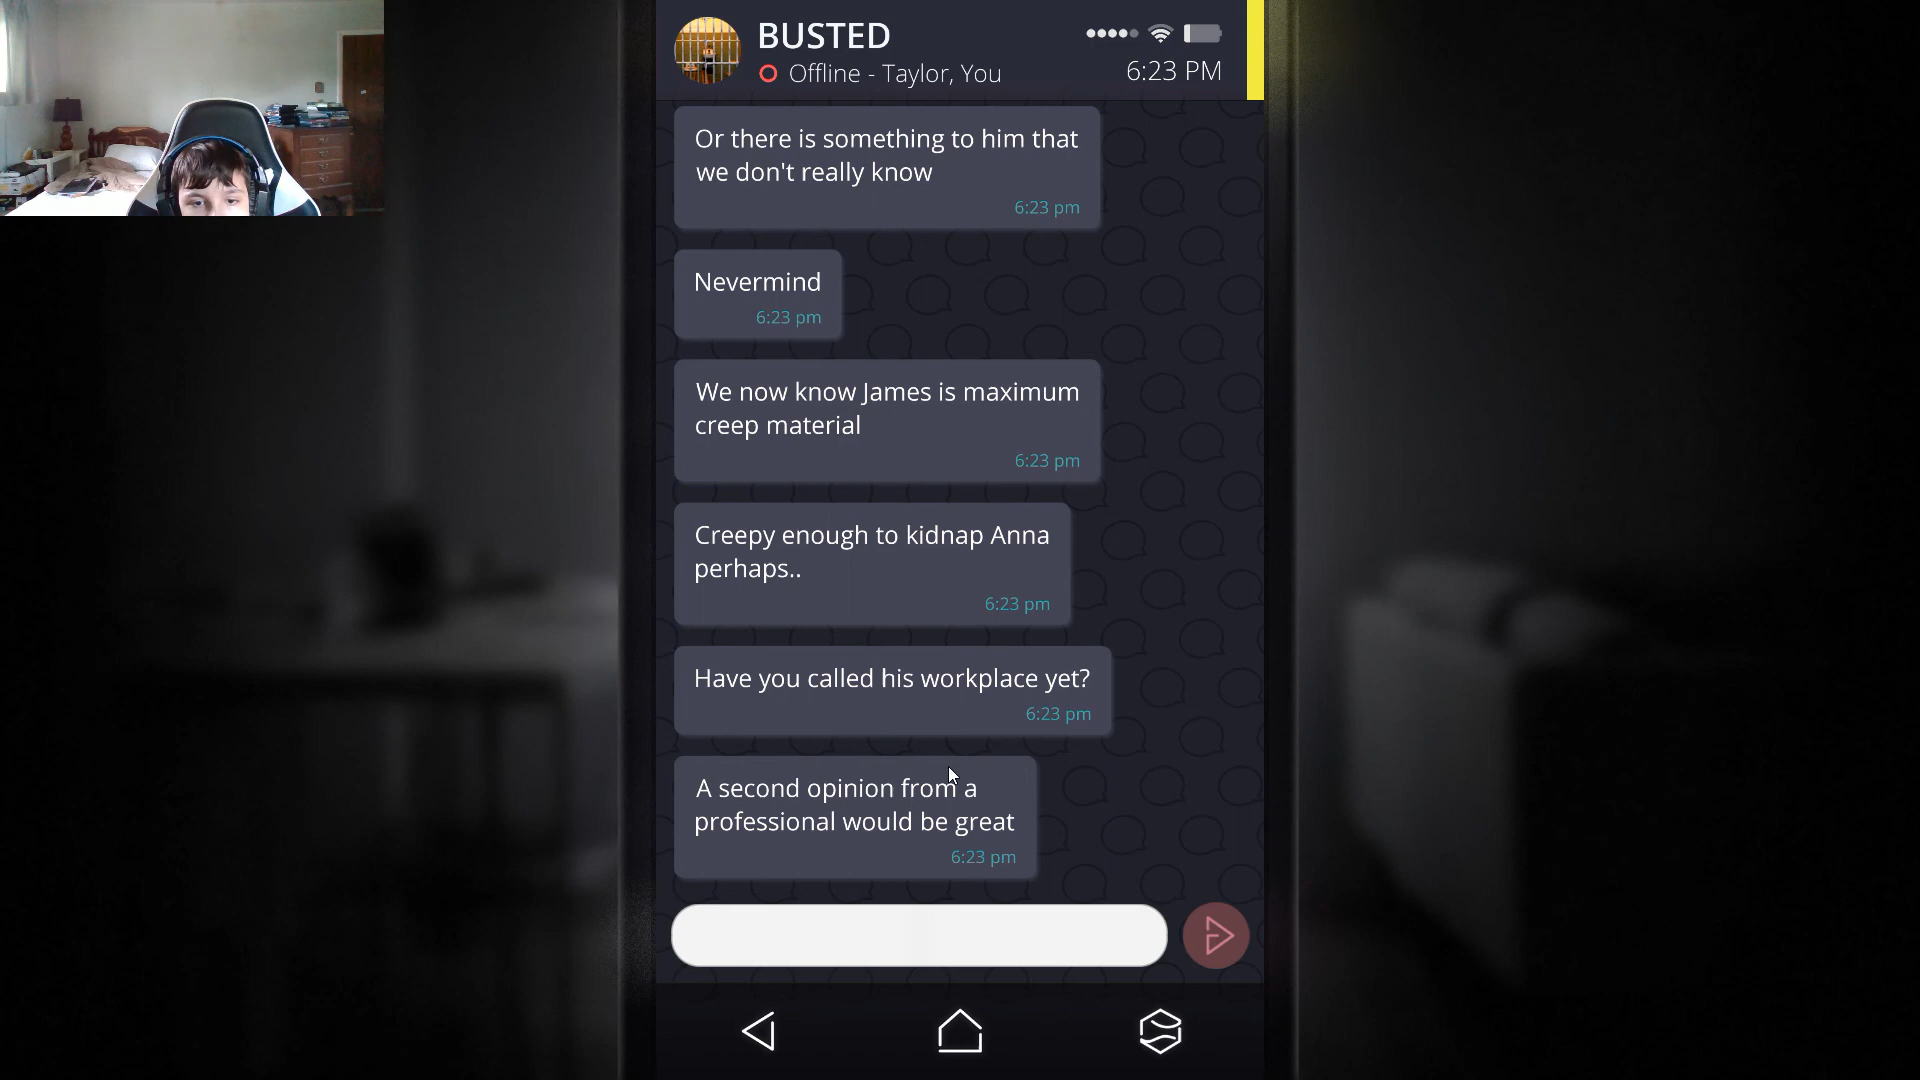 BUSTED
Offline - Taylor, You
6:23 PM
Or there is something to him that
we don't really know
6:23 pm
Nevermind
6:23 pm
We now know James is maximum
creep material
6:23 pm
Creepy enough to kidnap Anna
perhaps..
6:23 pm
Have you called his workplace yet?
6:23 pm
A second opinion from a
professional would be great
6:23 pm